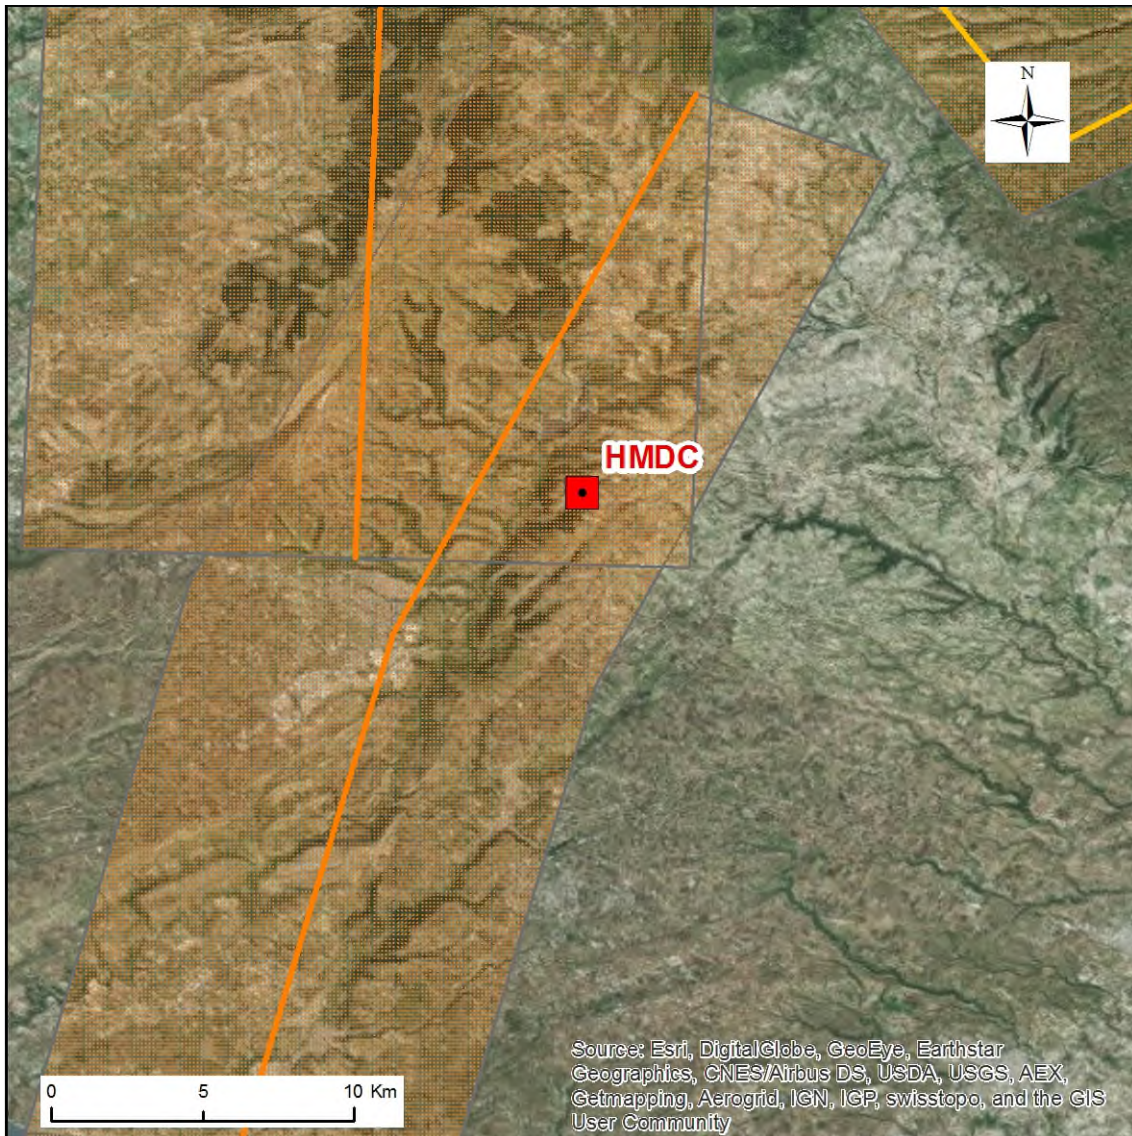 N
HMDC
0 5 10 Km
Source: Esri, DigitalGlobe, GeoEye, Earthstar
Geographics, CNES/Airbus DS, USDA, USGS, AEX,
Getmapping, Aerogrid, IGN, IGP, swisstopo, and the GIS
User Community